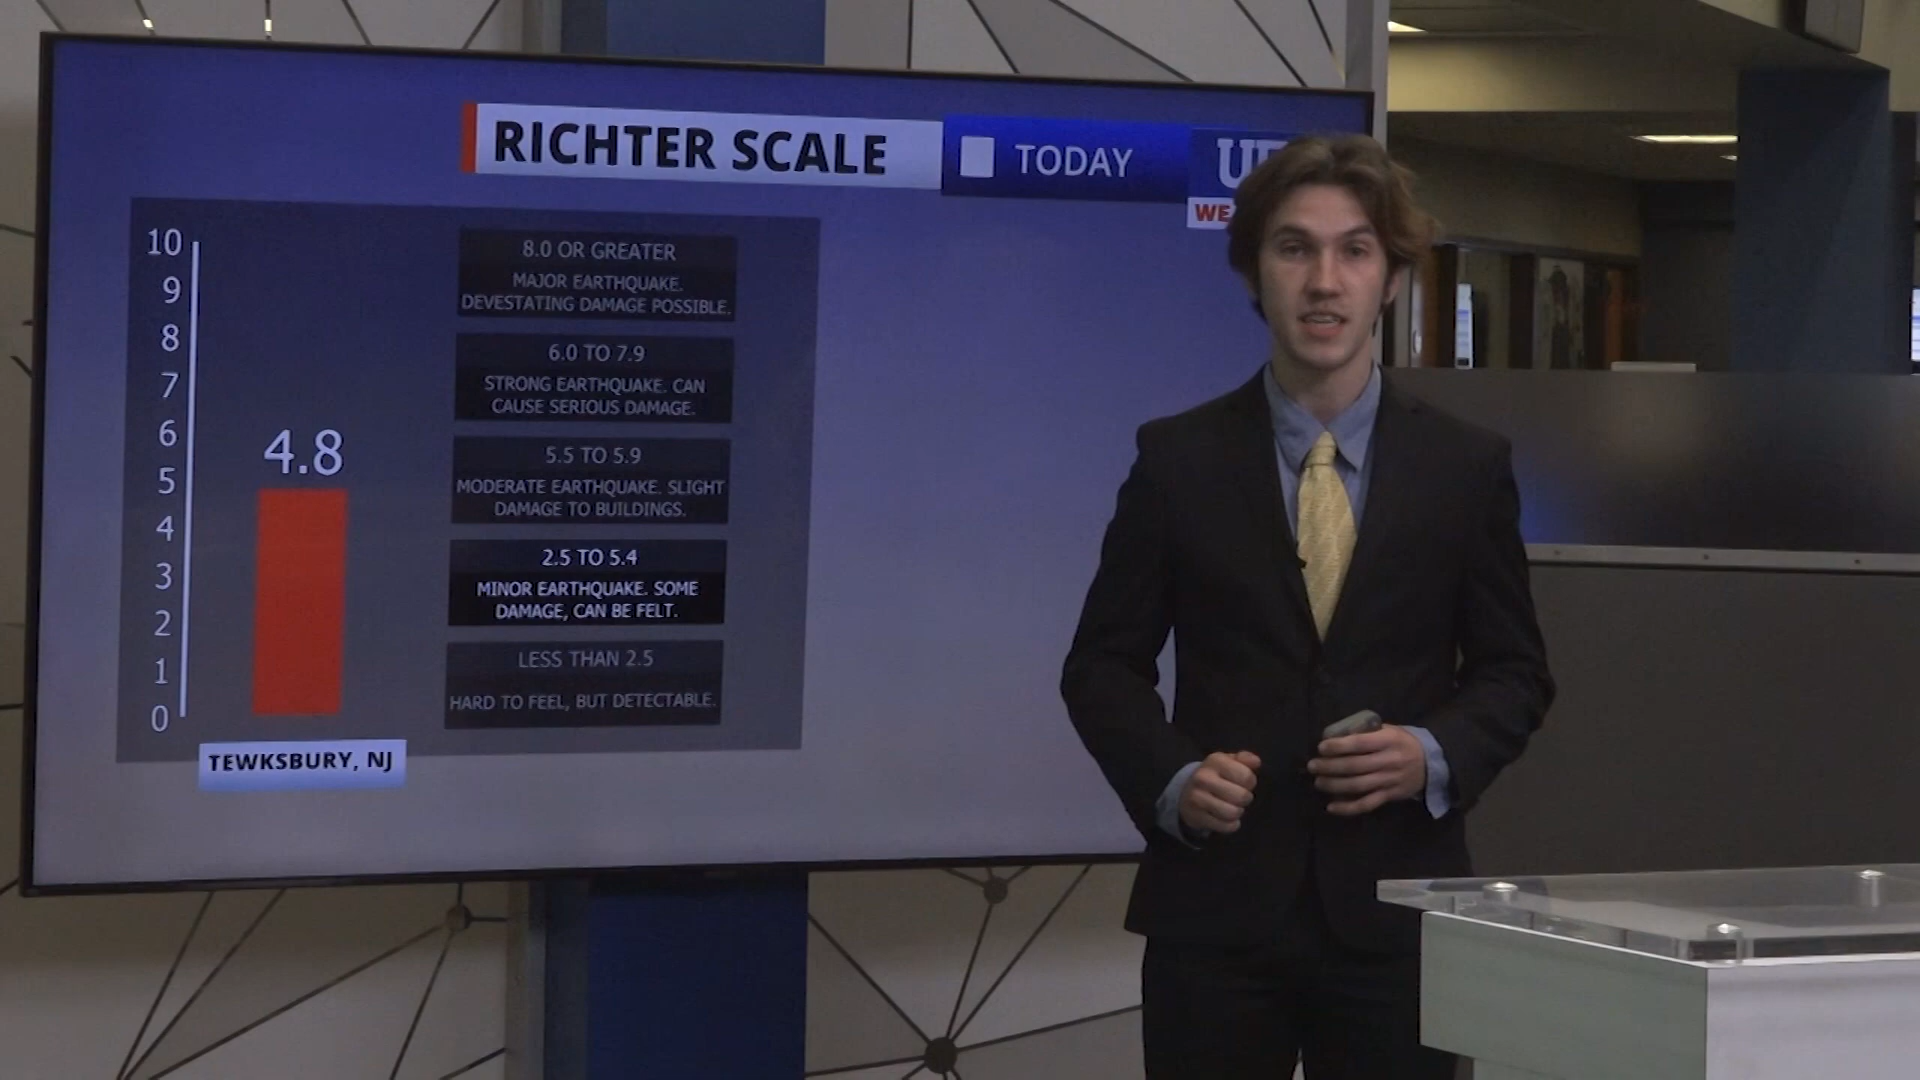 RICHTER SCALE
TODAY
10
9
8
7
6
5
4
3
2
1
0
4.8
TEWKSBURY, NJ
8.0 OR GREATER
MAJOR EARTHQUAKE.
DEVESTATING DAMAGE POSSIBLE.
6.0 TO 7.9
STRONG EARTHQUAKE. CAN
CAUSE SERIOUS DAMAGE.
5.5 TO 5.9
MODERATE EARTHQUAKE. SLIGHT
DAMAGE TO BUILDINGS.
2.5 TO 5.4
MINOR EARTHQUAKE. SOME
DAMAGE, CAN BE FELT.
LESS THAN 2.5
HARD TO FEEL, BUT DETECTABLE.